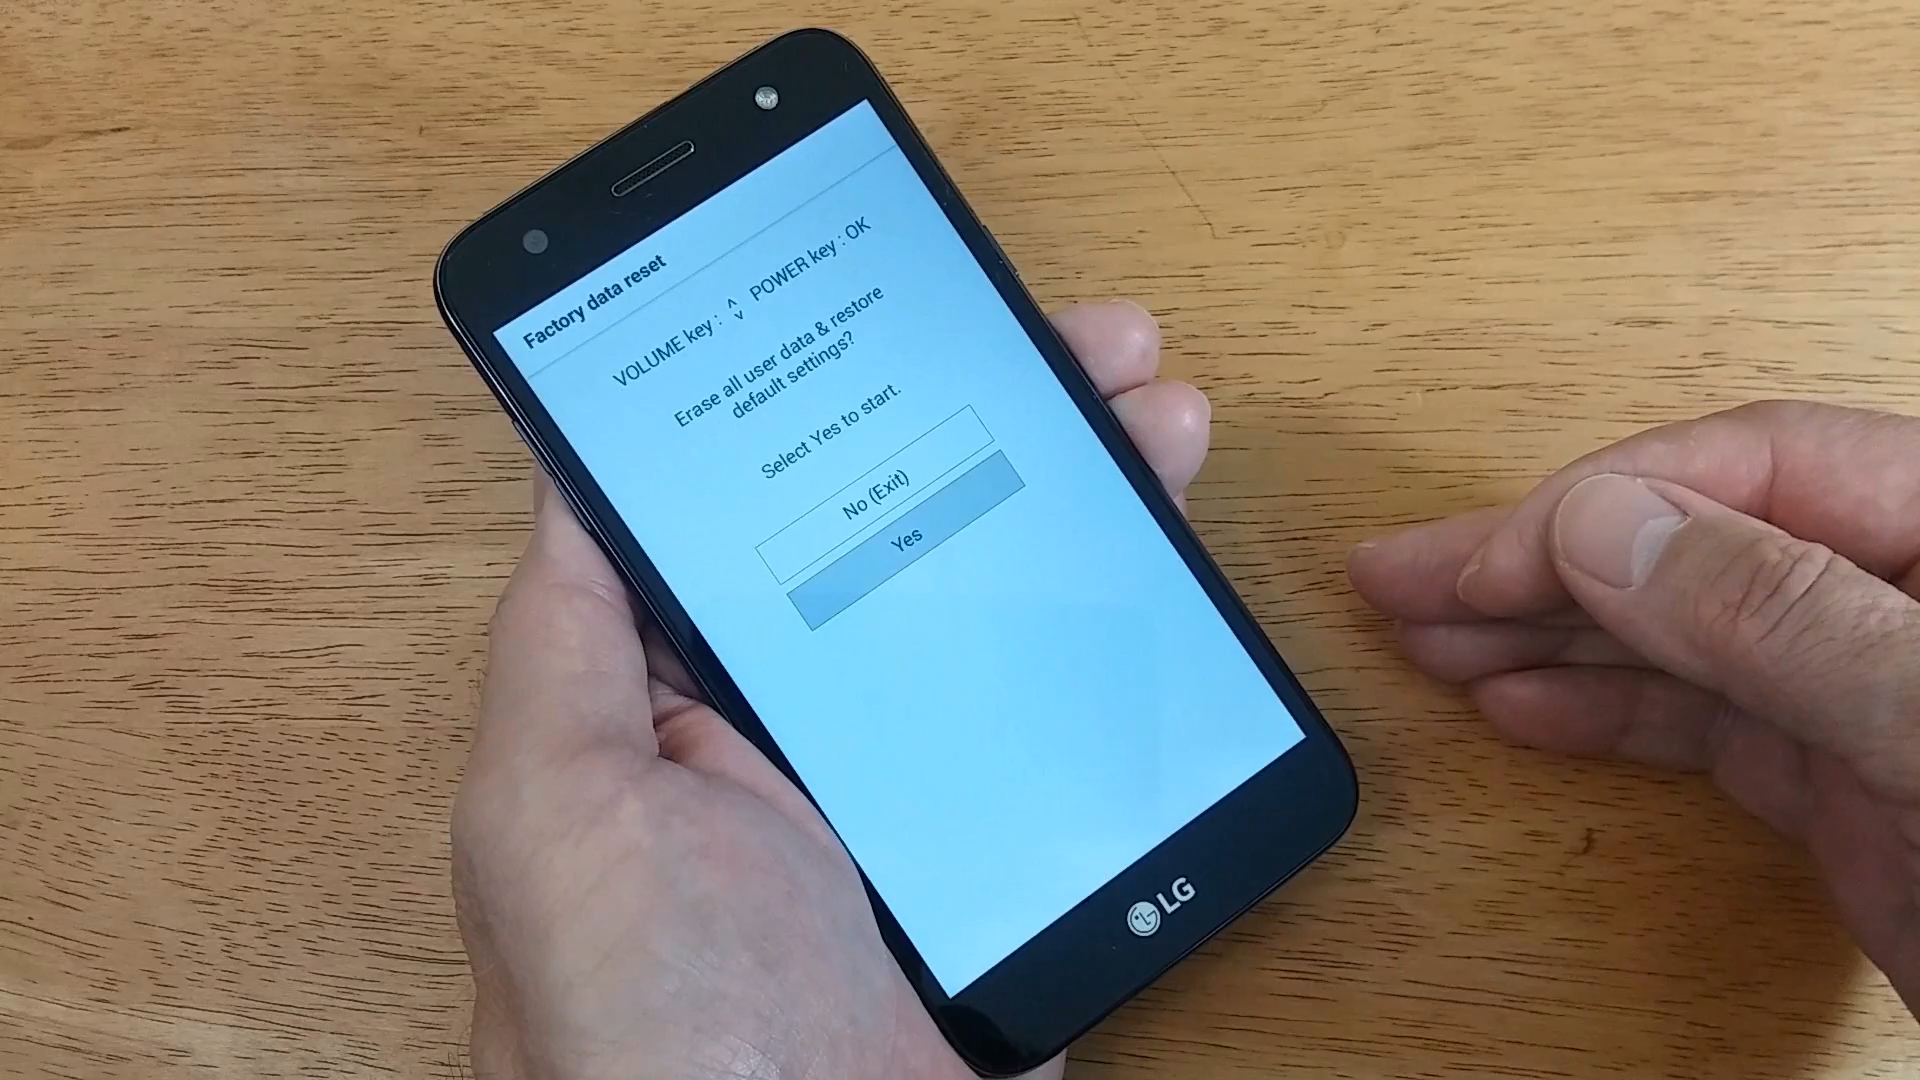 Factory data reset
VOLUME key : ^ v POWER key : OK
Erase all user data & restore
default settings?
Select Yes to start.
No (Exit)
Yes
LG